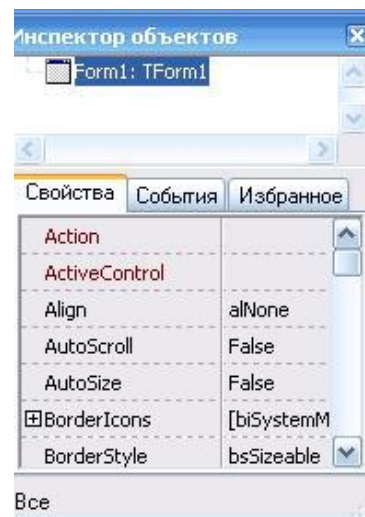 Инспектор объектов
Form1: TForm1
Свойства События Избранное
Action
ActiveControl
Align alNone
AutoScroll False
AutoSize False
BorderIcons [biSystemM
BorderStyle bsSizeable
Все